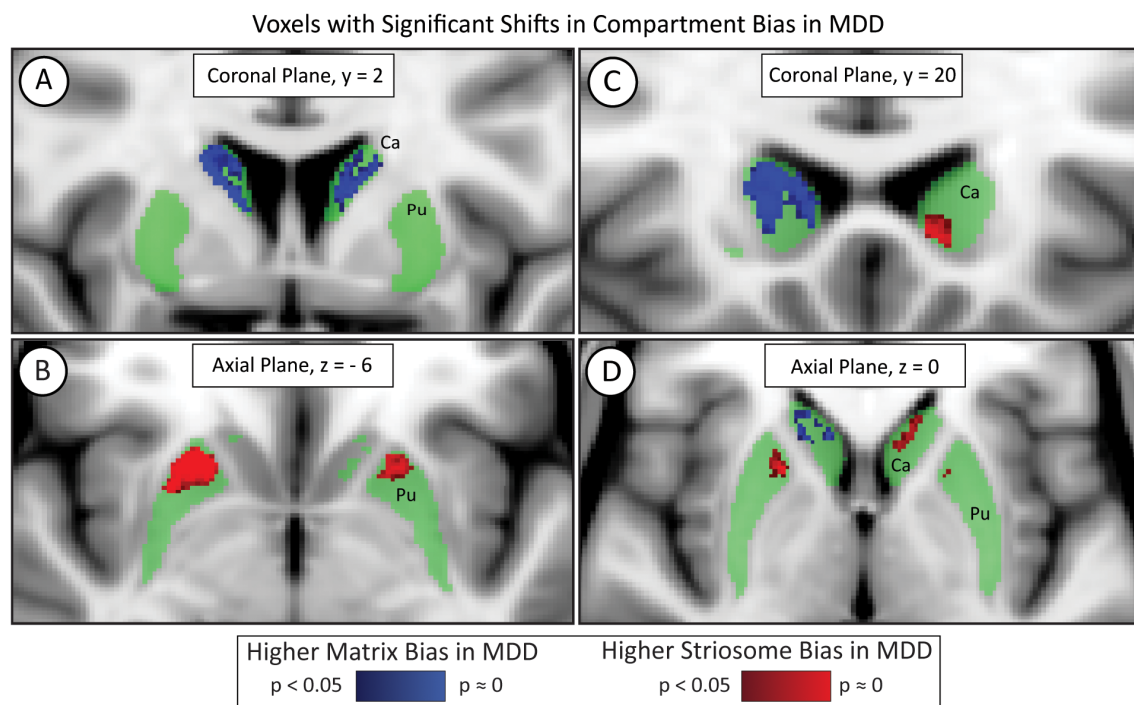 Voxels with Significant Shifts in Compartment Bias in MDD
A
Coronal Plane, y = 2
Ca
Pu
C
Coronal Plane, y = 20
Ca
B
Axial Plane, z = - 6
Pu
D
Axial Plane, z = 0
Ca
Pu
Higher Matrix Bias in MDD
p < 0.05 p ≈ 0
Higher Striosome Bias in MDD
p < 0.05 p ≈ 0